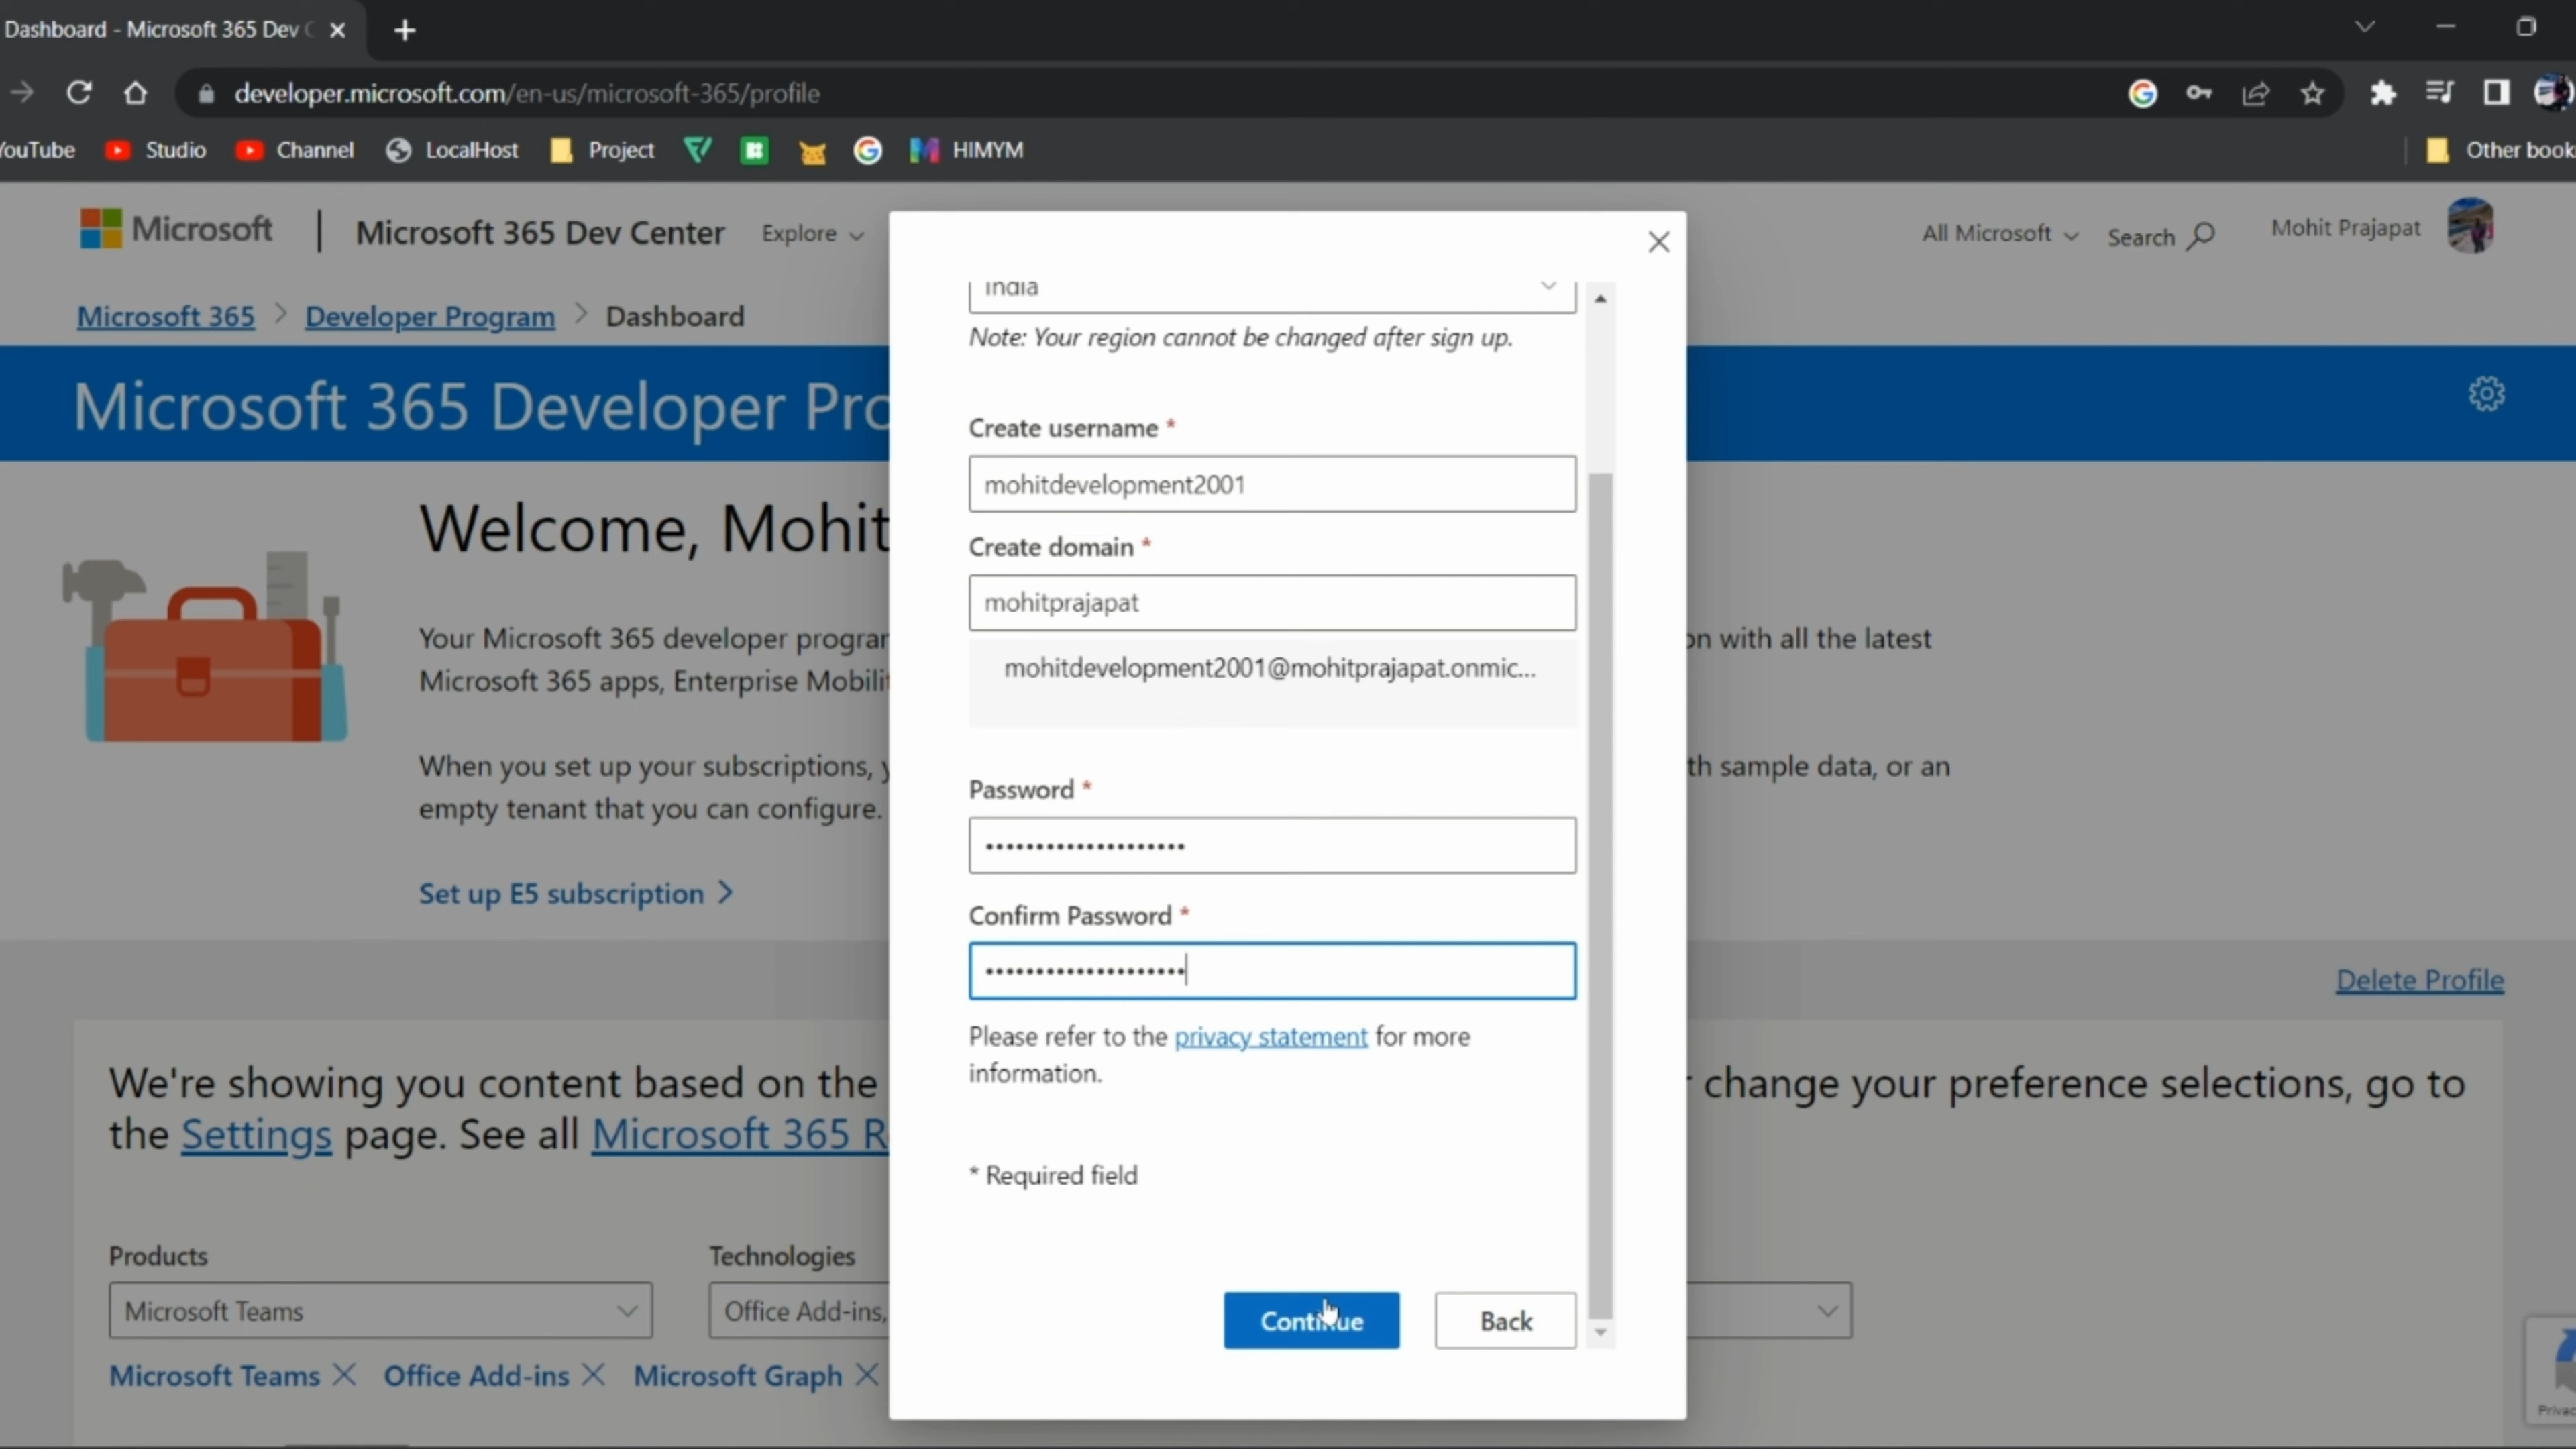 Dashboard - Microsoft 365 Dev
developer.microsoft.com/en-us/microsoft-365/profile
YouTube Studio Channel LocalHost Project HIMYM Other book
Microsoft | Microsoft 365 Dev Center Explore All Microsoft Search Mohit Prajapat
Microsoft 365 > Developer Program > Dashboard
Microsoft 365 Developer Pro
Welcome, Mohit
Your Microsoft 365 developer program
Microsoft 365 apps, Enterprise Mobili
on with all the latest
When you set up your subscriptions, y
empty tenant that you can configure.
th sample data, or an
Set up E5 subscription >
Delete Profile
We're showing you content based on the
change your preference selections, go to
the Settings page. See all Microsoft 365 R
Products
Microsoft Teams
Technologies
Office Add-ins,
Microsoft Teams Office Add-ins Microsoft Graph
India
Note: Your region cannot be changed after sign up.
Create username *
mohitdevelopment2001
Create domain *
mohitprajapat
mohitdevelopment2001@mohitprajapat.onmic...
Password *
Confirm Password *
Please refer to the privacy statement for more
information.
* Required field
Continue Back
Privac